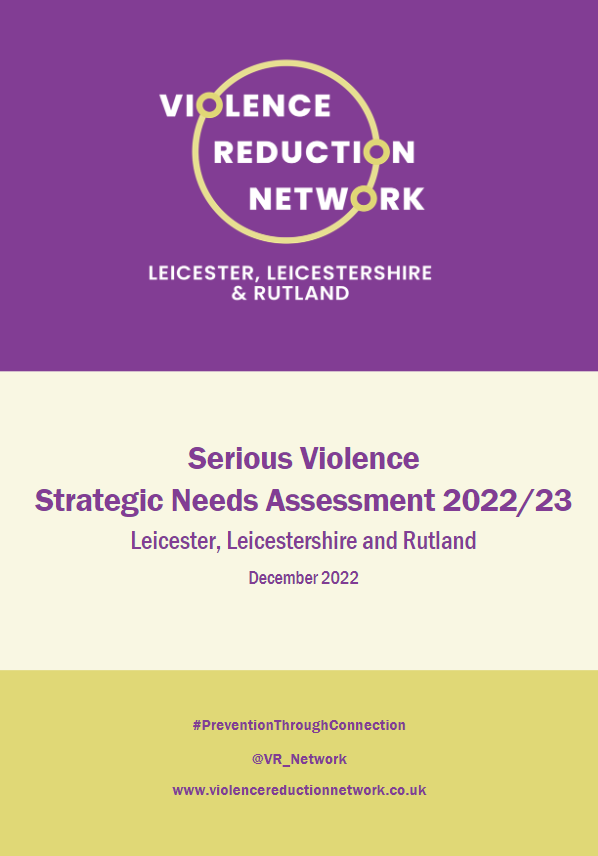 VIOLENCE
REDUCTION
NETWORK
LEICESTER, LEICESTERSHIRE
& RUTLAND
Serious Violence
Strategic Needs Assessment 2022/23
Leicester, Leicestershire and Rutland
December 2022
#PreventionThroughConnection
@VR_Network
www.violencereductionnetwork.co.uk